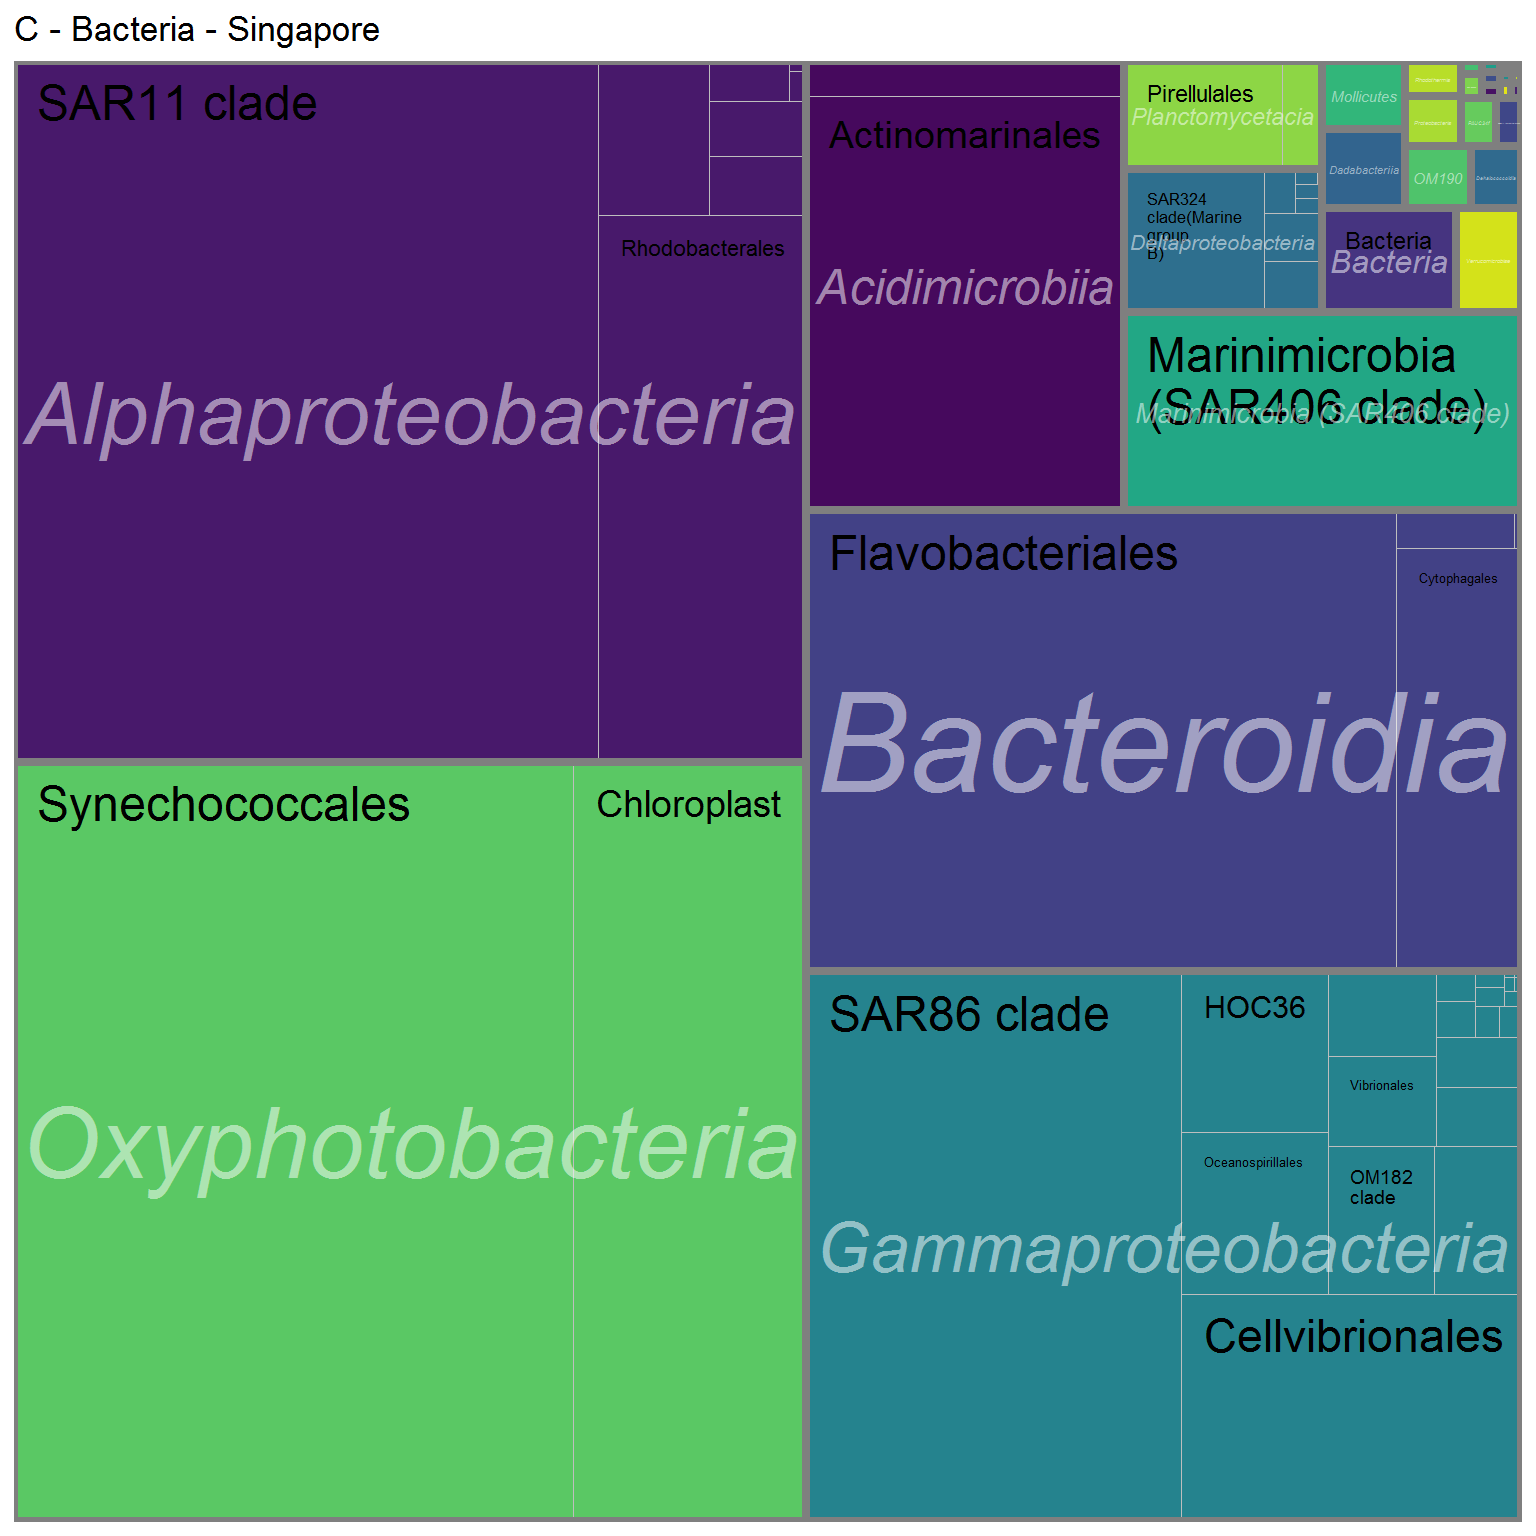 C - Bacteria - Singapore
SAR11 clade
Rhodobacterales
Alphaproteobacteria
Synechococcales
Chloroplast
Oxyphotobacteria
Actinomarinales
Acidimicrobiia
Pirellulales
Planctomycetacia
SAR324
clade(Marine
group
B)
Deltaproteobacteria
Mollicutes
Dadabacteriia
OM190
Bacteria
Bacteria
Marinimicrobia
(SAR406 clade)
Marinimicrobia (SAR406 clade)
Flavobacteriales
Cytophagales
Bacteroidia
SAR86 clade
HOC36
Vibrionales
Oceanospirillales
OM182
clade
Gammaproteobacteria
Cellvibrionales